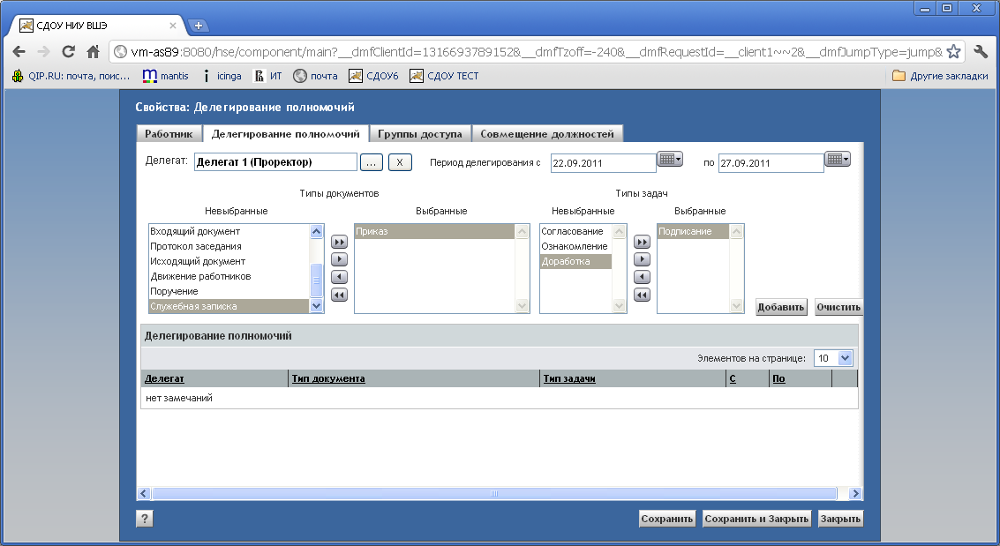 СДОУ НИУ ВШЭ
vm-as89:8080/hse/component/main?__dmfClientId=1316693789152&__dmfTzoff=-240&__dmfRequestId=__client1~~2&__dmfJumpType=jump&
QIP.RU: почта, поис... mantis icinga ИТ почта СДОУ6 СДОУ ТЕСТ Другие закладки
Свойства: Делегирование полномочий
Работник Делегирование полномочий Группы доступа Совмещение должностей
Делегат: Делегат 1 (Проректор) ... X Период делегирования с 22.09.2011 по 27.09.2011
Типы документов Типы задач
Невыбранные Выбранные Невыбранные Выбранные
Входящий документ Приказ Согласование Подписание
Протокол заседания Ознакомление
Исходящий документ Доработка
Движение работников
Поручение
Служебная записка Добавить Очистить
Делегирование полномочий
Элементов на странице: 10
Делегат Тип документа Тип задачи С По
нет замечаний
? Сохранить Сохранить и Закрыть Закрыть